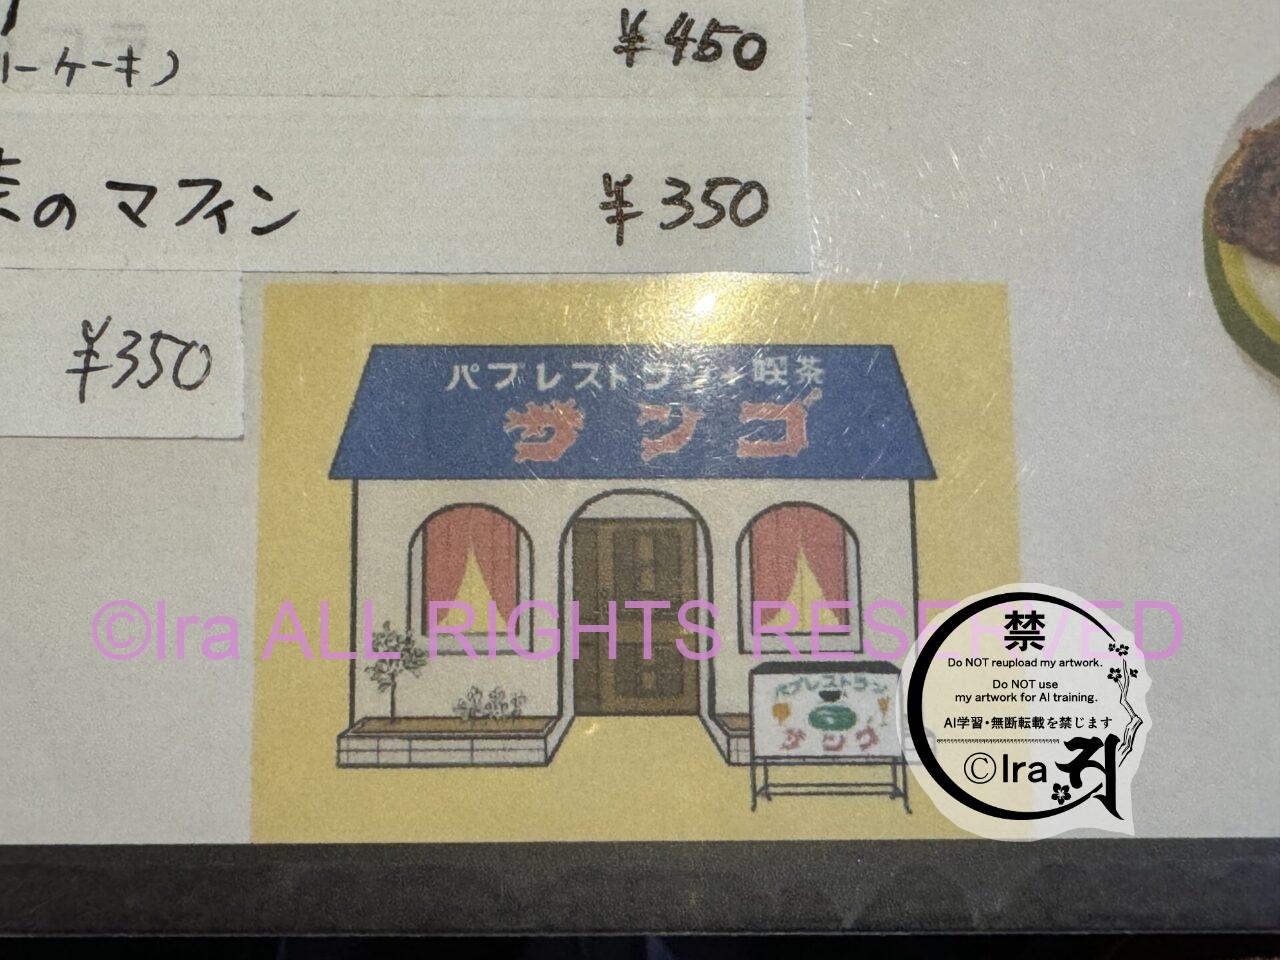 リーケーキ)
¥450
のマフィン
¥350
¥350
パブレストラン・喫茶
サンゴ
パブレストラン
サンゴ
©Ira ALL RIGHTS RESERVED
禁
Do NOT reupload my artwork.
Do NOT use
my artwork for AI training.
AI学習・無断転載を禁じます
©Ira